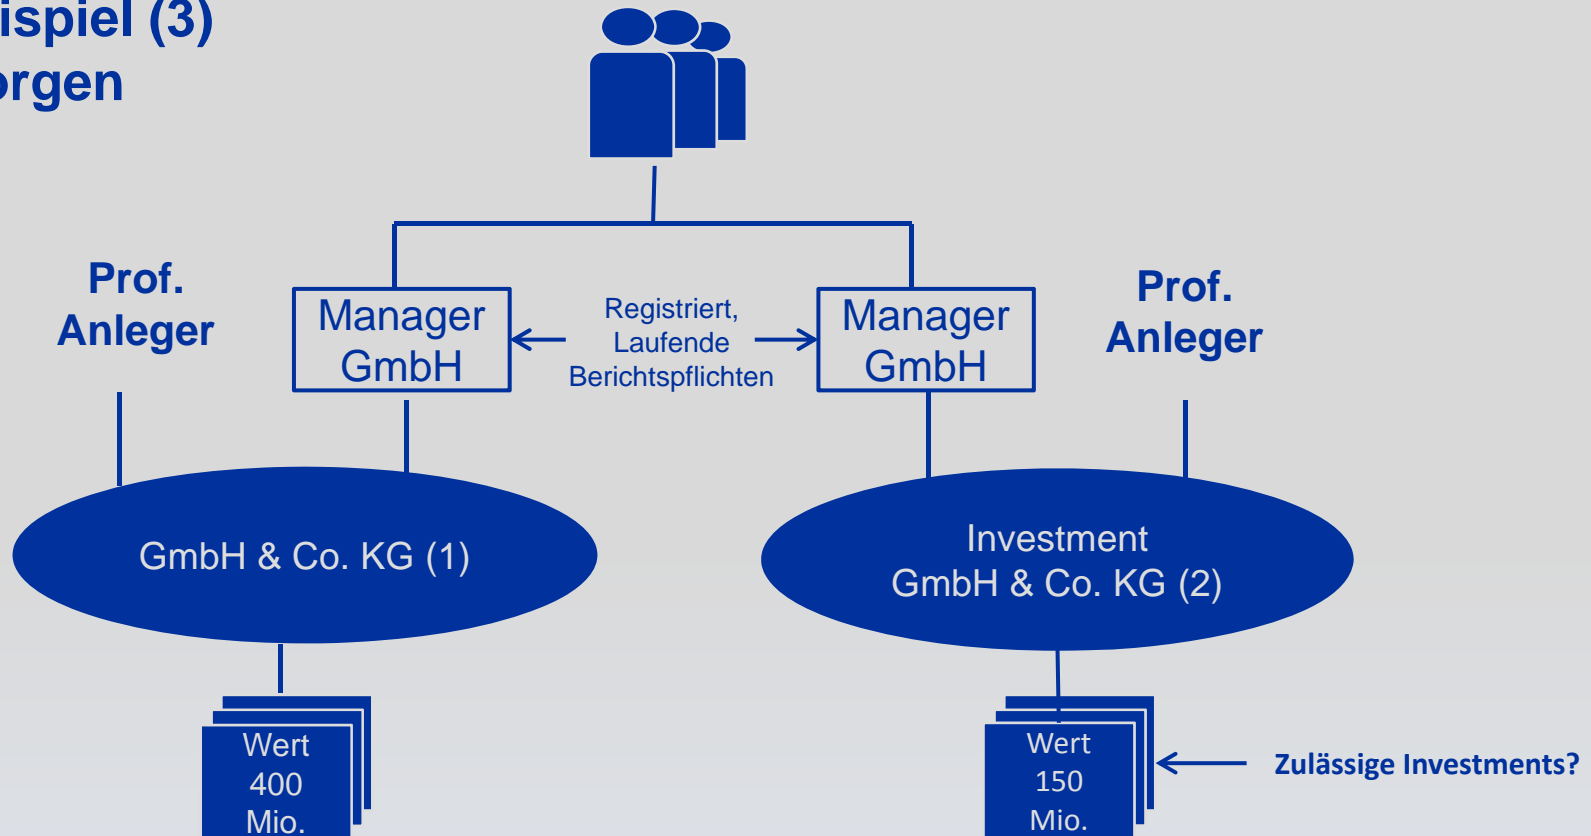 ispiel (3)
orgen
Prof.
Anleger
Manager
GmbH
Registriert,
Laufende
Berichtspflichten
Manager
GmbH
Prof.
Anleger
GmbH & Co. KG (1)
Investment
GmbH & Co. KG (2)
Wert
400
Mio.
Wert
150
Mio.
Zulässige Investments?